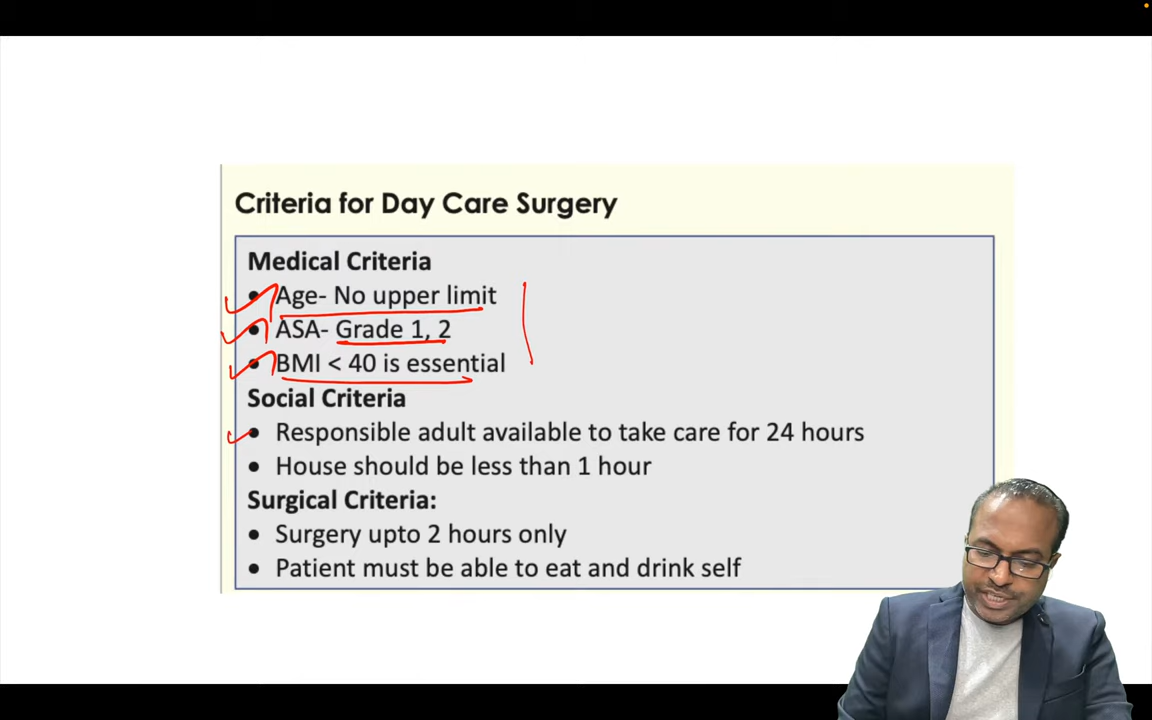 Criteria for Day Care Surgery
Medical Criteria
• Age- No upper limit
• ASA- Grade 1, 2
• BMI < 40 is essential
Social Criteria
• Responsible adult available to take care for 24 hours
• House should be less than 1 hour
Surgical Criteria:
• Surgery upto 2 hours only
• Patient must be able to eat and drink self